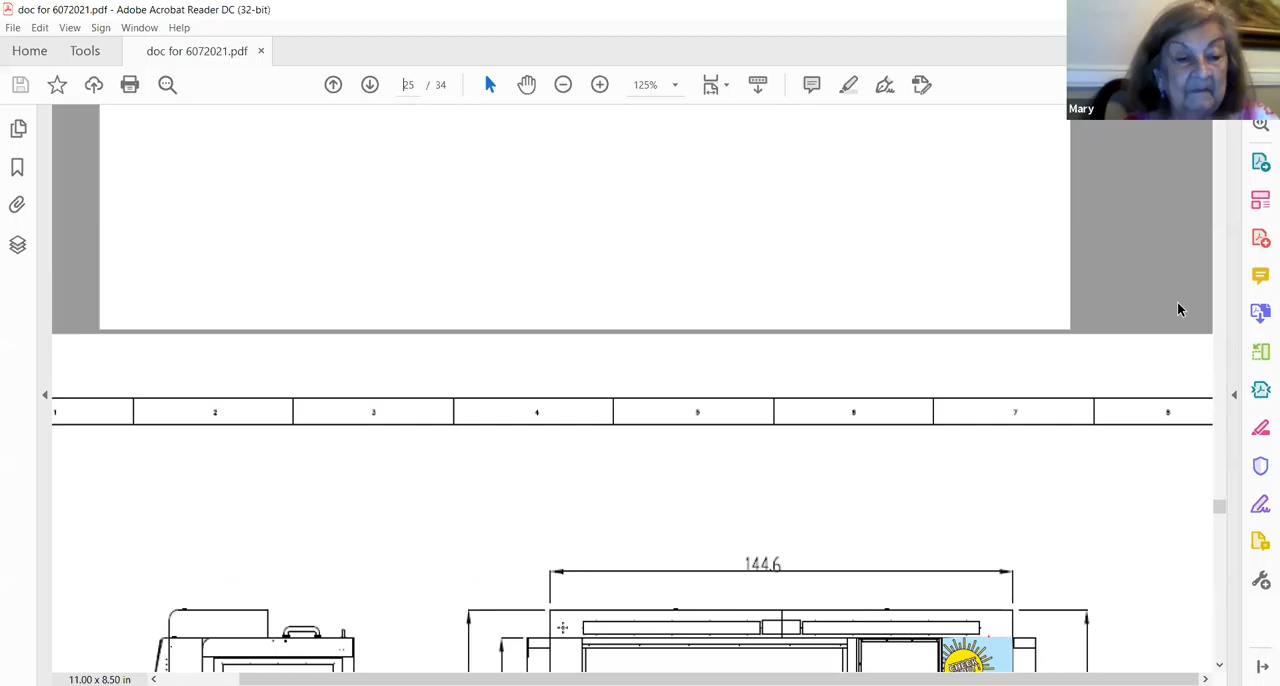 doc for 6072021.pdf - Adobe Acrobat Reader DC (32-bit)
File Edit View Sign Window Help
Home Tools doc for 6072021.pdf ×
25 / 34 125%
Mary
1 2 3 4 5 6 7 8
144.6
CHECK
11.00 x 8.50 in